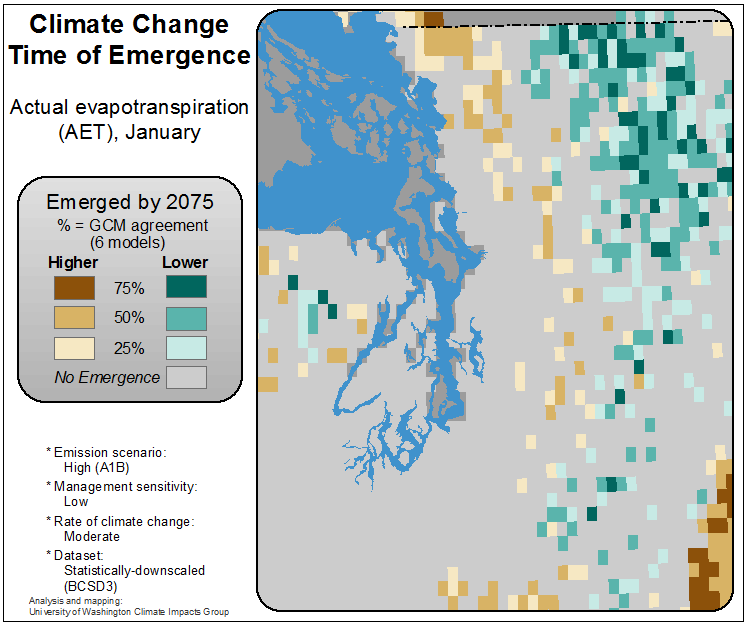 Climate Change
Time of Emergence
Actual evapotranspiration
(AET), January
Emerged by 2075
% = GCM agreement
(6 models)
Higher Lower
75%
50%
25%
No Emergence
* Emission scenario:
High (A1B)
* Management sensitivity:
Low
* Rate of climate change:
Moderate
* Dataset:
Statistically-downscaled
(BCSD3)
Analysis and mapping:
University of Washington Climate Impacts Group